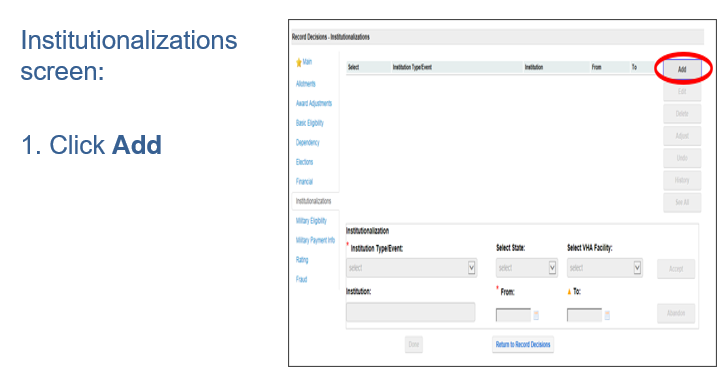 Institutionalizations
screen:
1. Click Add
Record Decisions - Institutionalizations
Main
Allotments
Award Adjustments
Basic Eligibility
Dependency
Elections
Financial
Institutionalizations
Military Eligibility
Military Payment Info
Rating
Fraud
Select Institution Type/Event Institution From To
Add
Edit
Delete
Adjust
Undo
History
See All
Institutionalization
* Institution Type/Event: Select State: Select VHA Facility:
select select select Accept
Institution: * From: To:
Abandon
Done Return to Record Decisions